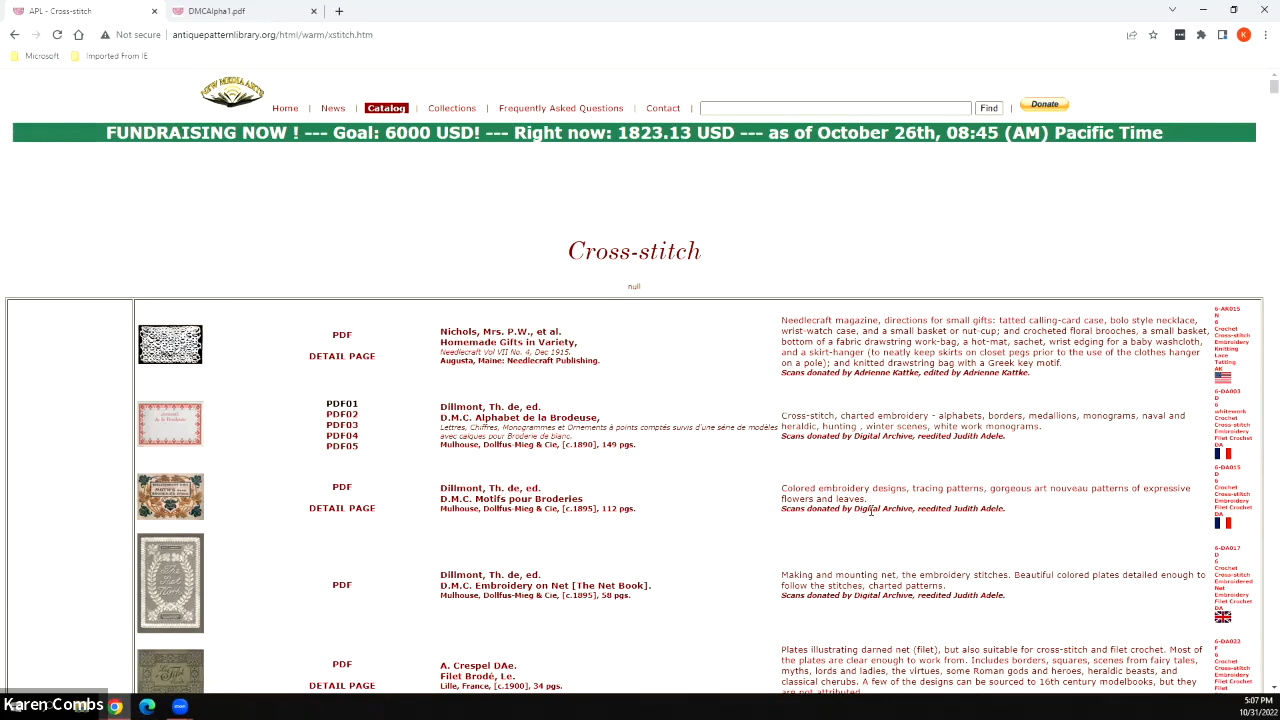 APL - Cross-stitch
DMCAlpha1.pdf
Not secure
antiquepatternlibrary.org/html/warm/xstitch.htm
K
Microsoft
Imported From IE
NEW MEDIA ARTS
Home | News | Catalog | Collections | Frequently Asked Questions | Contact | Find | Donate
FUNDRAISING NOW ! --- Goal: 6000 USD! --- Right now: 1823.13 USD --- as of October 26th, 08:45 (AM) Pacific Time
Cross-stitch
null
PDF
DETAIL PAGE
Nichols, Mrs. P.W., et al.
Homemade Gifts in Variety,
Needlecraft Vol VII No. 4, Dec 1915.
Augusta, Maine: Needlecraft Publishing.
Needlecraft magazine, directions for small gifts: tatted calling-card case, bolo style necklace,
wrist-watch case, and a small basket or nut-cup; and crocheted floral brooches, a small basket,
bottom of a fabric drawstring work-bag, a hot-mat, sachet, wrist edging for a baby washcloth,
and a skirt-hanger (to neatly keep skirts on closet pegs prior to the use of the clothes hanger
on a pole); and knitted drawstring bag with a Greek key motif.
Scans donated by Adrienne Kattke, edited by Adrienne Kattke.
6-AK015
N
6
Crochet
Cross-stitch
Embroidery
Knitting
Lace
Tatting
AK
PDF01
PDF02
PDF03
PDF04
PDF05
Dillmont, Th. de, ed.
D.M.C. Alphabet de la Brodeuse,
Lettres, Chiffres, Monogrammes et Ornements à points comptés suivis d'une série de modèles
avec calques pour Broderie de blanc.
Mulhouse, Dollfus-Mieg & Cie, [c.1890], 149 pgs.
Cross-stitch, charted embroidery - alphabets, borders, medallions, monograms, naval and
heraldic, hunting , winter scenes, white work monograms.
Scans donated by Digital Archive, reedited Judith Adele.
6-DA003
D
6
whitework
Crochet
Cross-stitch
Embroidery
Filet Crochet
DA
PDF
DETAIL PAGE
Dillmont, Th. de, ed.
D.M.C. Motifs pour Broderies
Mulhouse, Dollfus-Mieg & Cie, [c.1895], 112 pgs.
Colored embroidery designs, tracing patterns, gorgeous art nouveau patterns of expressive
flowers and leaves.
Scans donated by Digital Archive, reedited Judith Adele.
6-DA015
D
6
Crochet
Cross-stitch
Embroidery
Filet Crochet
DA
The Net Work
PDF
Dillmont, Th. de, ed.
D.M.C. Embroidery on Net [The Net Book].
Mulhouse, Dollfus-Mieg & Cie, [c.1895], 58 pgs.
Making and mounting net, the embroidery stitches. Beautiful colored plates detailed enough to
follow the stitches, charted patterns.
Scans donated by Digital Archive, reedited Judith Adele.
6-DA017
D
6
Crochet
Cross-stitch
Embroidered
Net
Embroidery
Filet Crochet
DA
PDF
DETAIL PAGE
A. Crespel DAe.
Filet Brodé, Le.
Lille, France, [c.1900], 34 pgs.
Plates illustrating darned net (filet), but also suitable for cross-stitch and filet crochet. Most of
the plates are clear enough to work from. Includes borders, squares, scenes from fairy tales,
myths, lords and ladies, the virtues, some Roman gods and heroes, heraldic beasts, and
classical cherubs. A few of the designs can be sourced to 16th century modelbooks, but they
are not attributed.
6-DA022
F
6
Crochet
Cross-stitch
Embroidery
Filet
Karen Combs
zoom
5:07 PM
10/31/2022